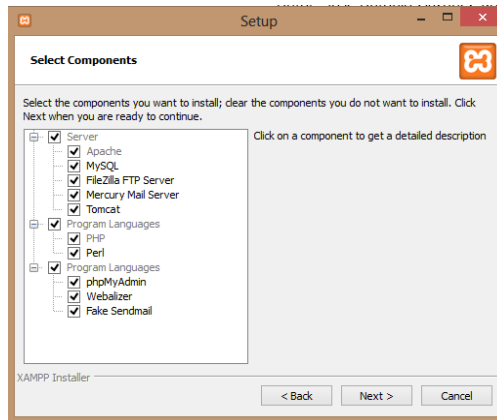 Setup
Select Components
Select the components you want to install; clear the components you do not want to install. Click
Next when you are ready to continue.
Server
Apache
MySQL
FileZilla FTP Server
Mercury Mail Server
Tomcat
Program Languages
PHP
Perl
Program Languages
phpMyAdmin
Webalizer
Fake Sendmail
Click on a component to get a detailed description
XAMPP Installer
< Back
Next >
Cancel